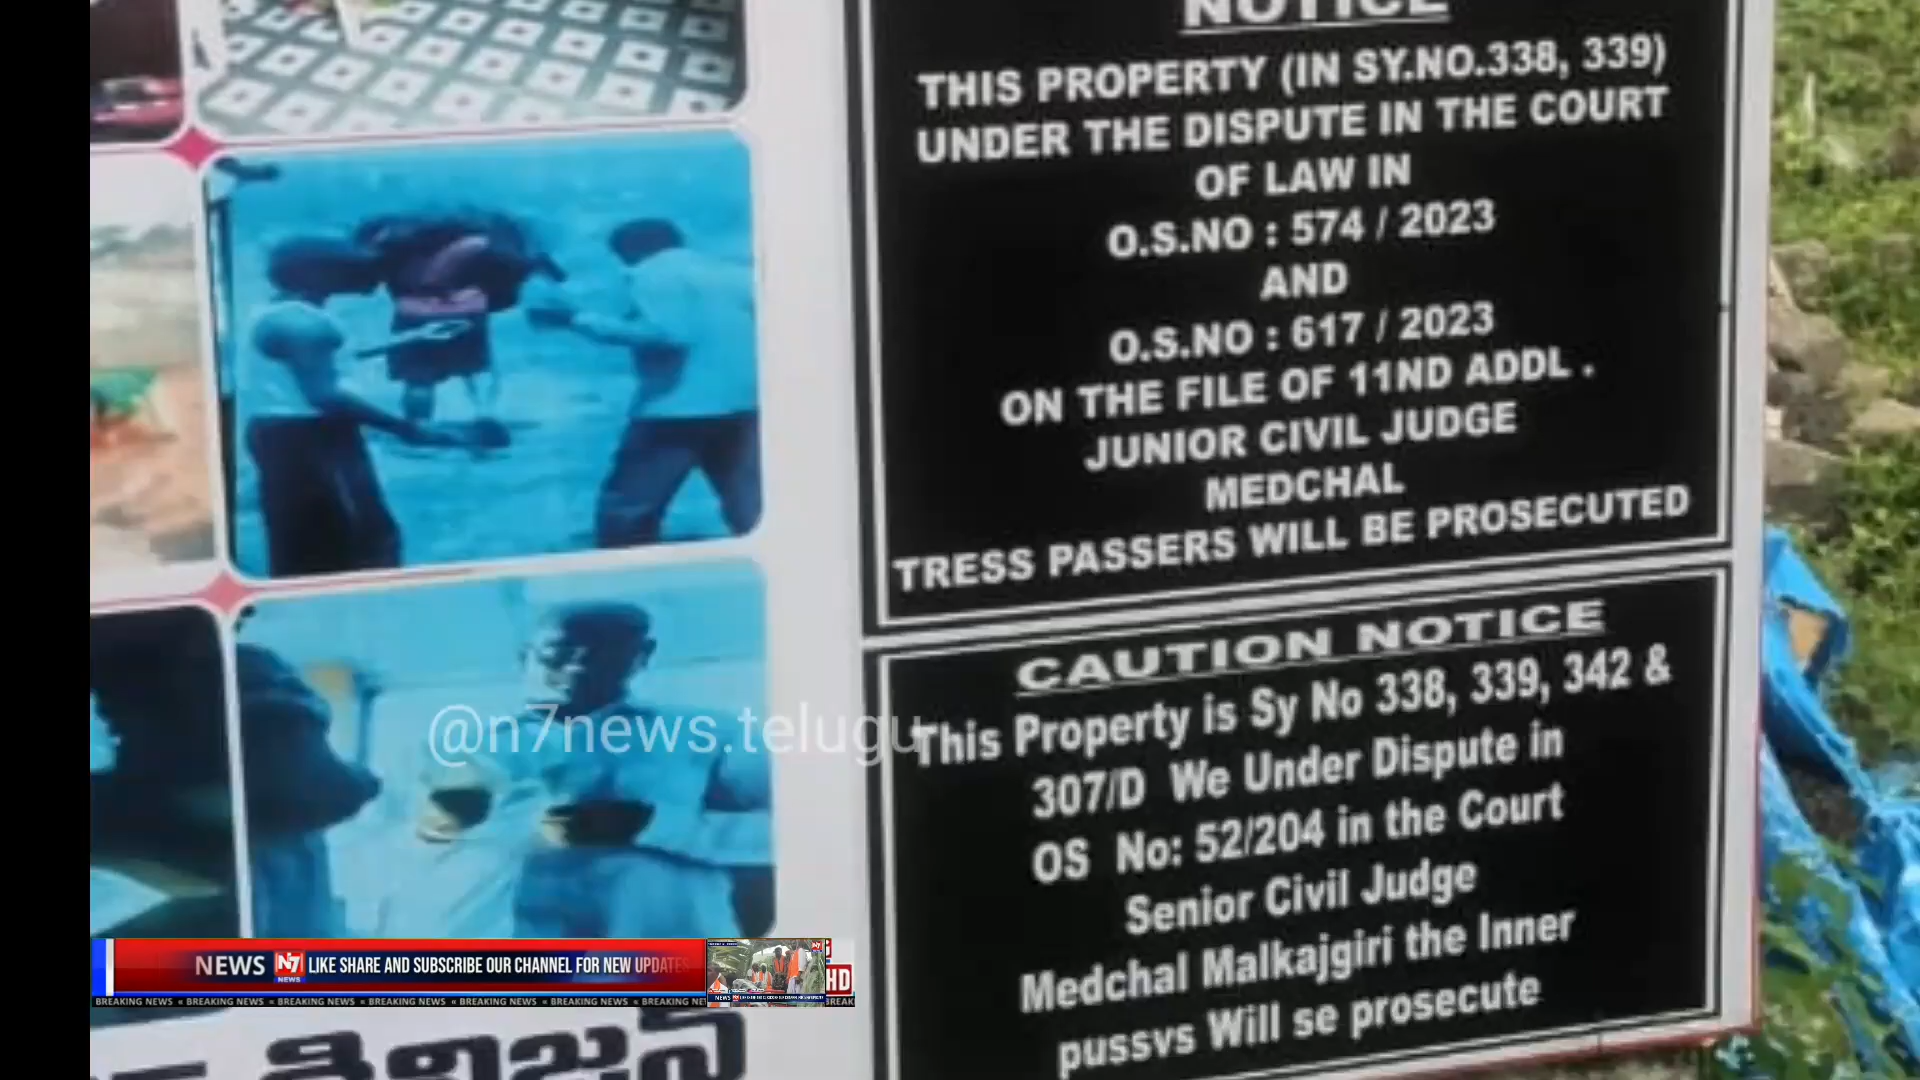 NOTICE
THIS PROPERTY (IN SY.NO.338, 339)
UNDER THE DISPUTE IN THE COURT
OF LAW IN
O.S.NO : 574 / 2023
AND
O.S.NO : 617 / 2023
ON THE FILE OF 11ND ADDL .
JUNIOR CIVIL JUDGE
MEDCHAL
TRESS PASSERS WILL BE PROSECUTED
CAUTION NOTICE
This Property is Sy No 338, 339, 342 &
307/D We Under Dispute in
OS No: 52/204 in the Court
Senior Civil Judge
Medchal Malkajgiri the Inner
pussvs Will se prosecute
@n7news.telugu
NEWS N7 NEWS LIKE SHARE AND SUBSCRIBE OUR CHANNEL FOR NEW UPDATES
HD
BREAKING NEWS « BREAKING NEWS « BREAKING NEWS « BREAKING NEWS « BREAKING NEWS « BREAKING NEWS « BREAKING NE
BREAK